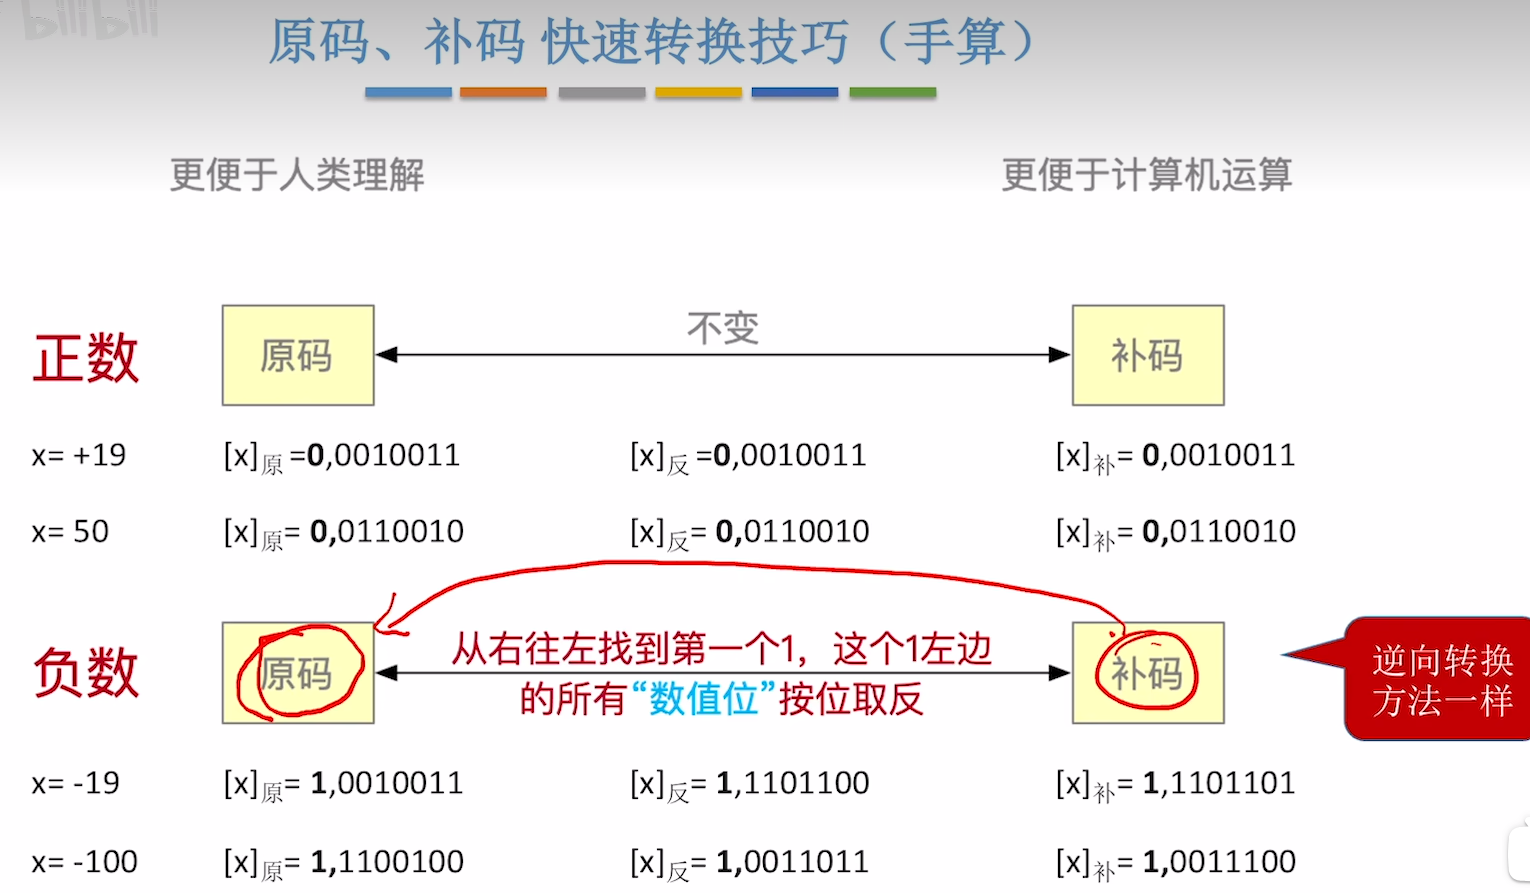 bilibili
原码、补码 快速转换技巧（手算）
更便于人类理解
更便于计算机运算
正数
原码
不变
补码
x= +19
[x]原 =0,0010011
[x]反 =0,0010011
[x]补= 0,0010011
x= 50
[x]原= 0,0110010
[x]反= 0,0110010
[x]补= 0,0110010
负数
原码
从右往左找到第一个1，这个1左边
的所有“数值位”按位取反
补码
逆向转换
方法一样
x= -19
[x]原= 1,0010011
[x]反= 1,1101100
[x]补= 1,1101101
x= -100
[x]原= 1,1100100
[x]反= 1,0011011
[x]补= 1,0011100